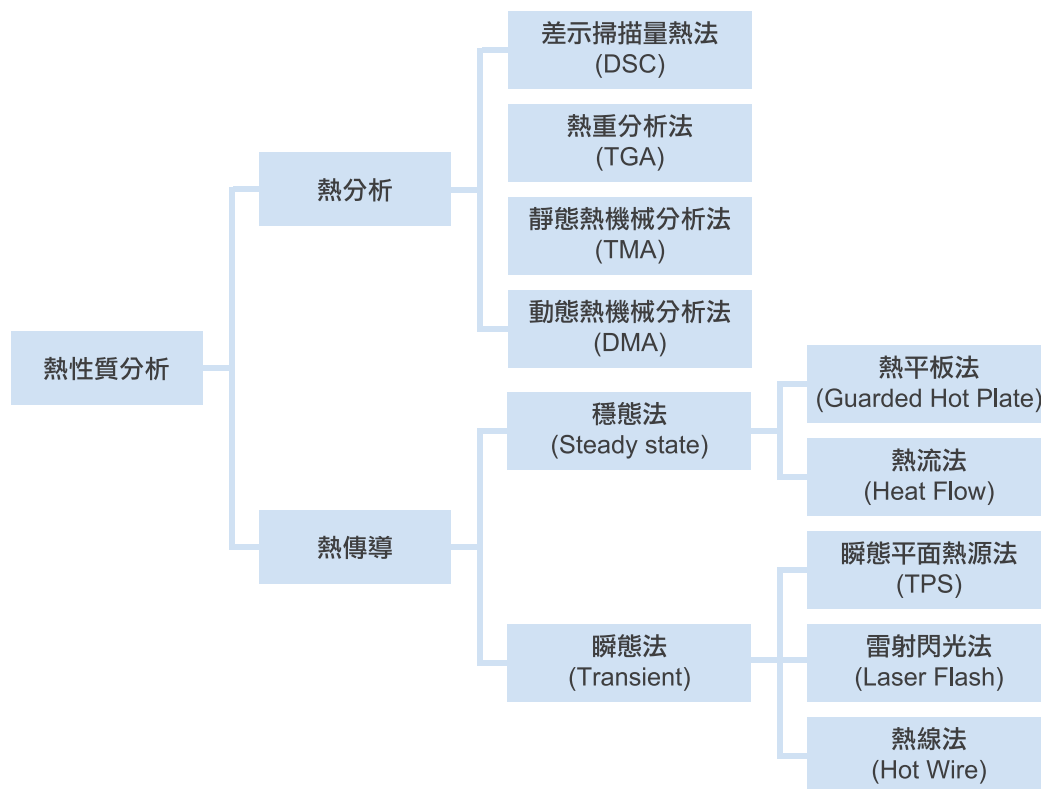 熱性質分析
熱分析
差示掃描量熱法
(DSC)
熱重分析法
(TGA)
靜態熱機械分析法
(TMA)
動態熱機械分析法
(DMA)
熱傳導
穩態法
(Steady state)
熱平板法
(Guarded Hot Plate)
熱流法
(Heat Flow)
瞬態法
(Transient)
瞬態平面熱源法
(TPS)
雷射閃光法
(Laser Flash)
熱線法
(Hot Wire)